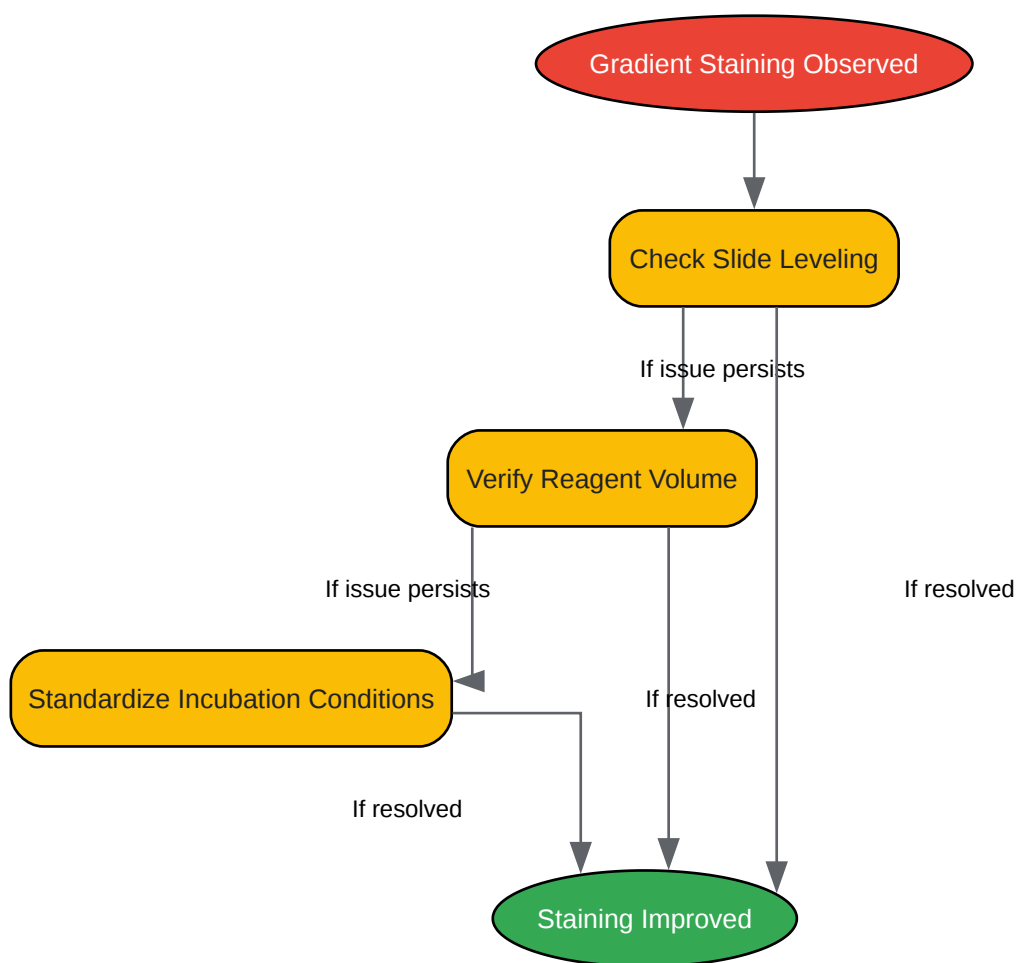 Gradient Staining Observed
Check Slide Leveling
If issue persists
Verify Reagent Volume
If issue persists
If resolved
Standardize Incubation Conditions
If resolved
If resolved
Staining Improved